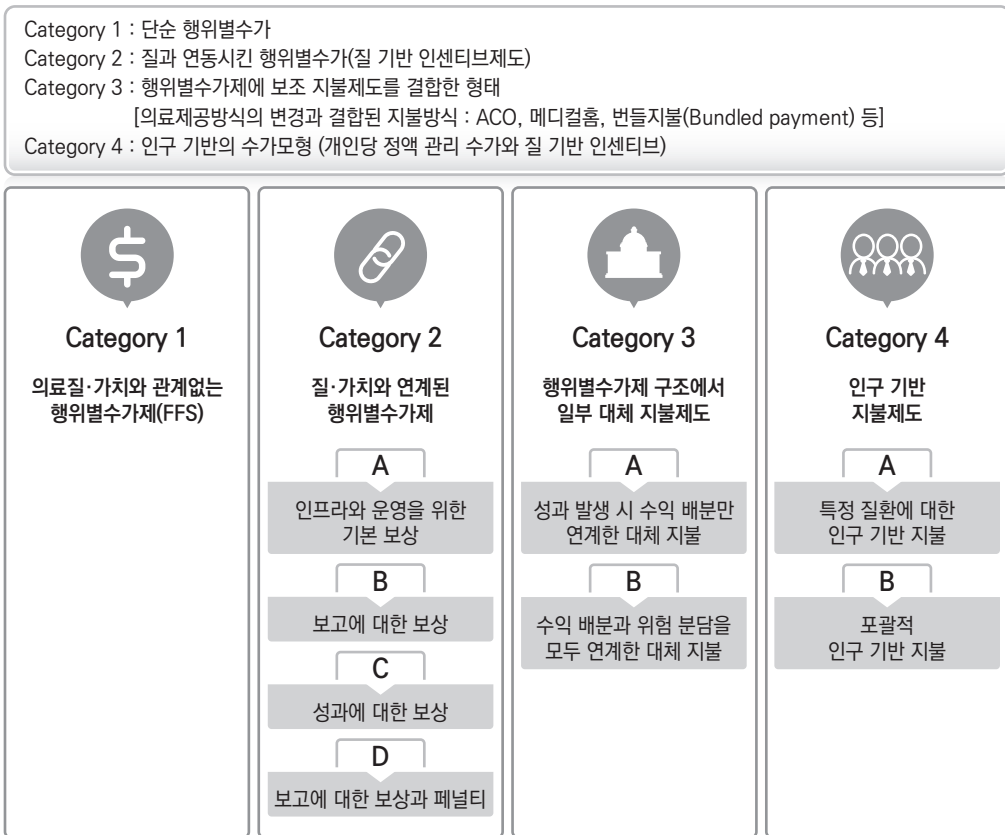 Category 1 : 단순 행위별수가
Category 2 : 질과 연동시킨 행위별수가(질 기반 인센티브제도)
Category 3 : 행위별수가제에 보조 지불제도를 결합한 형태
[의료제공방식의 변경과 결합된 지불방식 : ACO, 메디컬홈, 번들지불(Bundled payment) 등]
Category 4 : 인구 기반의 수가모형 (개인당 정액 관리 수가와 질 기반 인센티브)
Category 1
의료질·가치와 관계없는
행위별수가제(FFS)
Category 2
질·가치와 연계된
행위별수가제
A
인프라와 운영을 위한
기본 보상
B
보고에 대한 보상
C
성과에 대한 보상
D
보고에 대한 보상과 페널티
Category 3
행위별수가제 구조에서
일부 대체 지불제도
A
성과 발생 시 수익 배분만
연계한 대체 지불
B
수익 배분과 위험 분담을
모두 연계한 대체 지불
Category 4
인구 기반
지불제도
A
특정 질환에 대한
인구 기반 지불
B
포괄적
인구 기반 지불